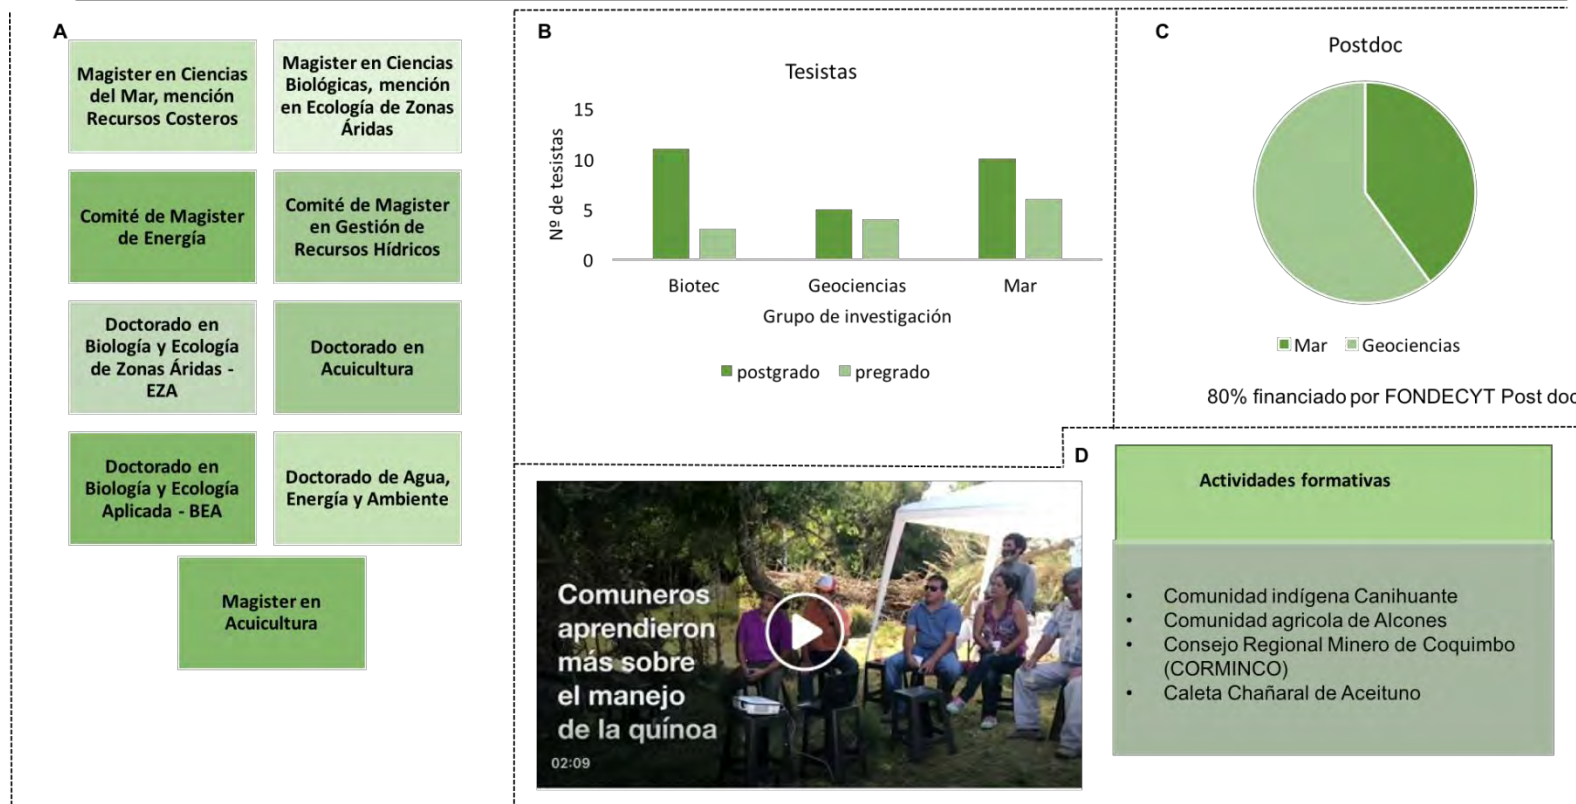 A
Magister en Ciencias
del Mar, mención
Recursos Costeros
Magister en Ciencias
Biológicas, mención
en Ecología de Zonas
Áridas
Comité de Magister
de Energía
Comité de Magister
en Gestión de
Recursos Hídricos
Doctorado en
Biología y Ecología
de Zonas Áridas -
EZA
Doctorado en
Acuicultura
Doctorado en
Biología y Ecología
Aplicada - BEA
Doctorado de Agua,
Energía y Ambiente
Magister en
Acuicultura
B
Tesistas
Nº de tesistas
15
10
5
0
Biotec
Geociencias
Mar
Grupo de investigación
postgrado
pregrado
C
Postdoc
Mar
Geociencias
80% financiado por FONDECYT Post doc
Comuneros
aprendieron
más sobre
el manejo
de la quínoa
02:09
D
Actividades formativas
• Comunidad indígena Canihuante
• Comunidad agricola de Alcones
• Consejo Regional Minero de Coquimbo
(CORMINCO)
• Caleta Chañaral de Aceituno